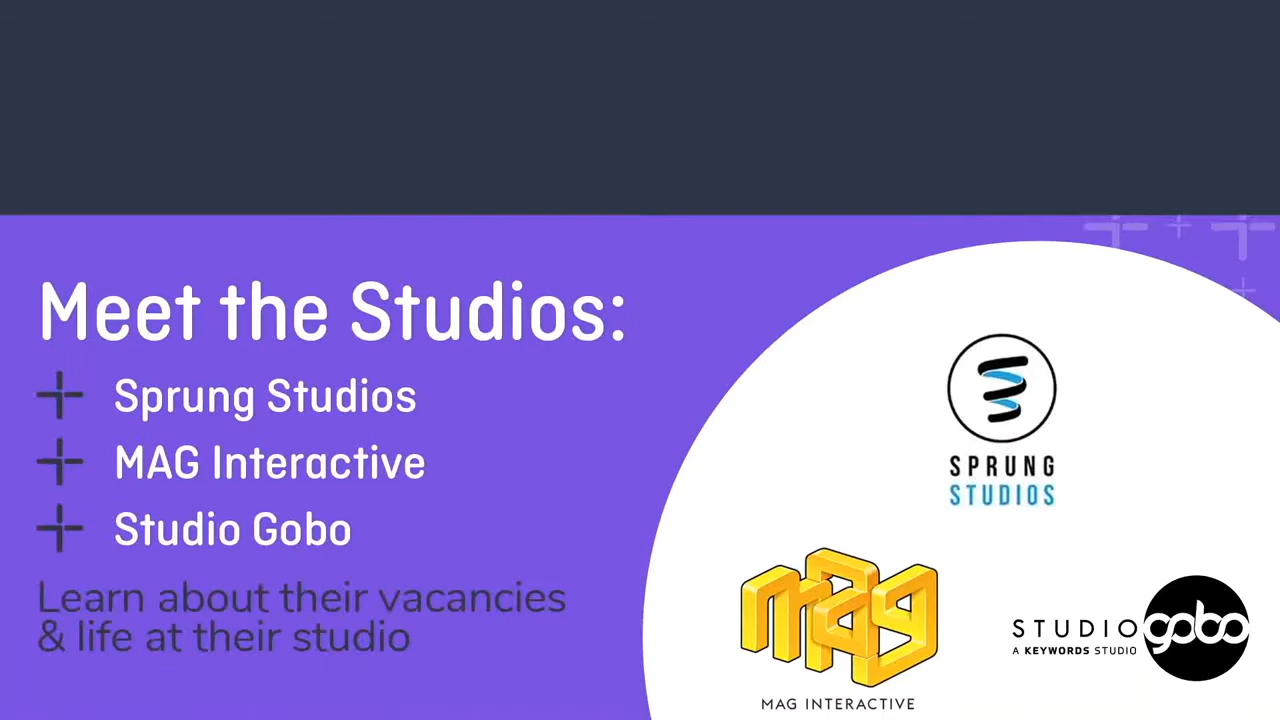 Meet the Studios:
Sprung Studios
MAG Interactive
Studio Gobo
Learn about their vacancies
& life at their studio
SPRUNG
STUDIOS
mag
MAG INTERACTIVE
STUDIO gobo
A KEYWORDS STUDIO